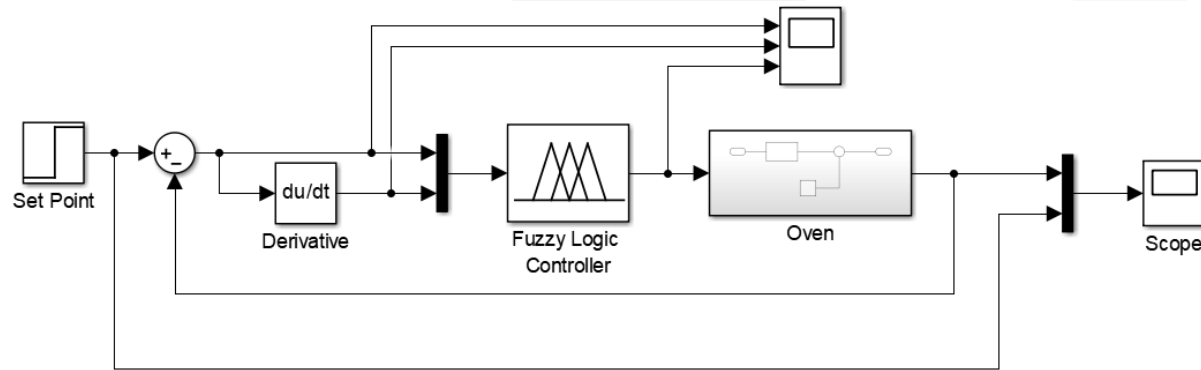 Set Point
+
−
du/dt
Derivative
Fuzzy Logic
Controller
Oven
Scope